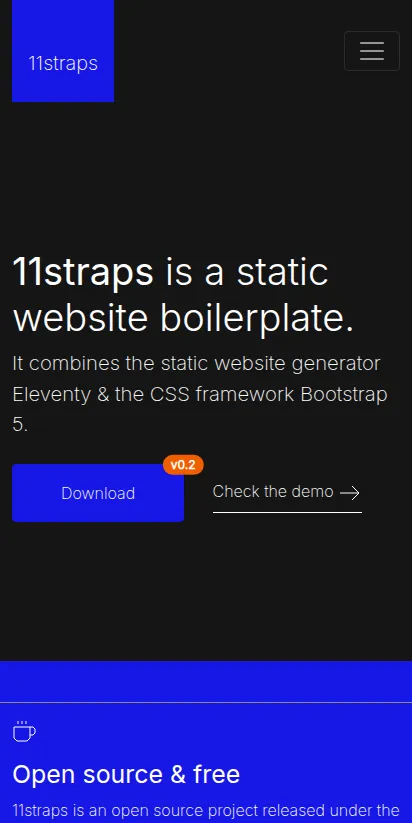 11straps
11straps is a static
website boilerplate.
It combines the static website generator
Eleventy & the CSS framework Bootstrap
5.
v0.2
Download
Check the demo
Open source & free
11straps is an open source project released under the